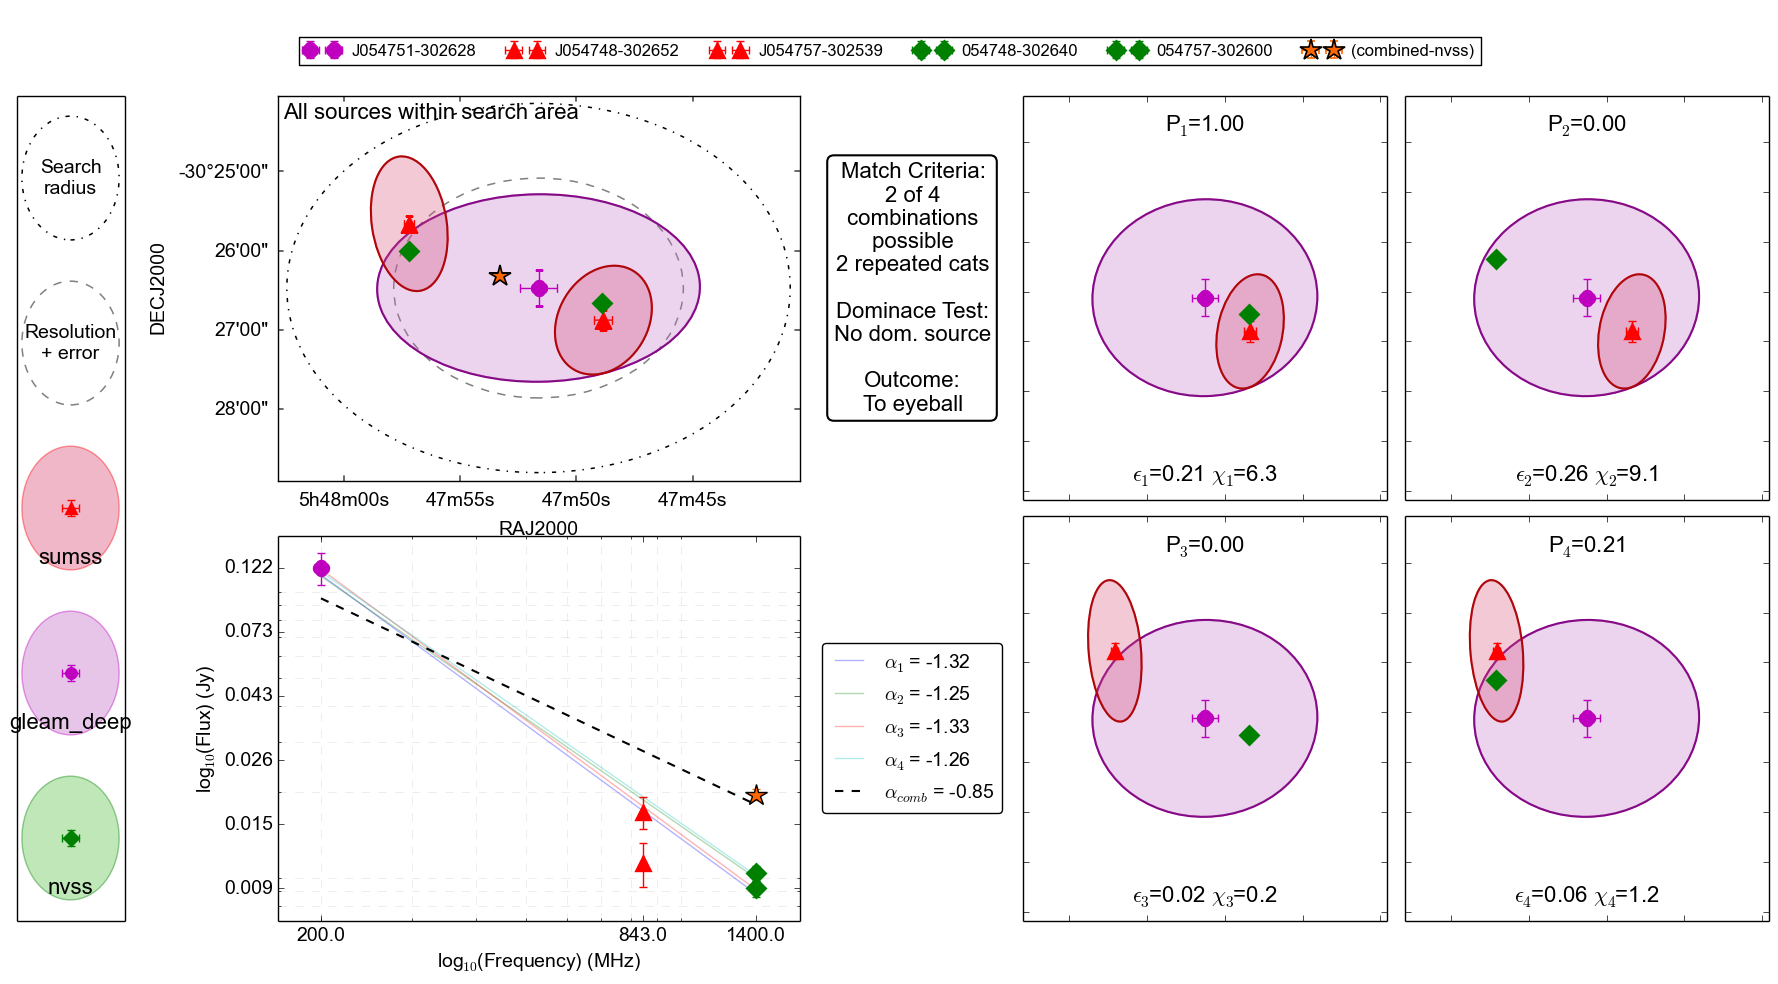 J054751-302628 J054748-302652 J054757-302539 054748-302640 054757-302600 (combined-nvss)
Search
radius
Resolution
+ error
sumss
gleam_deep
nvss
All sources within search area
DECJ2000
-30°25'00"
26'00"
27'00"
28'00"
5h48m00s 47m55s 47m50s 47m45s
RAJ2000
Match Criteria:
2 of 4
combinations
possible
2 repeated cats
Dominace Test:
No dom. source
Outcome:
To eyeball
P1=1.00
ϵ1=0.21 χ1=6.3
P2=0.00
ϵ2=0.26 χ2=9.1
P3=0.00
ϵ3=0.02 χ3=0.2
P4=0.21
ϵ4=0.06 χ4=1.2
log10(Flux) (Jy)
0.122
0.073
0.043
0.026
0.015
0.009
200.0 843.0 1400.0
log10(Frequency) (MHz)
α1 = -1.32
α2 = -1.25
α3 = -1.33
α4 = -1.26
αcomb = -0.85